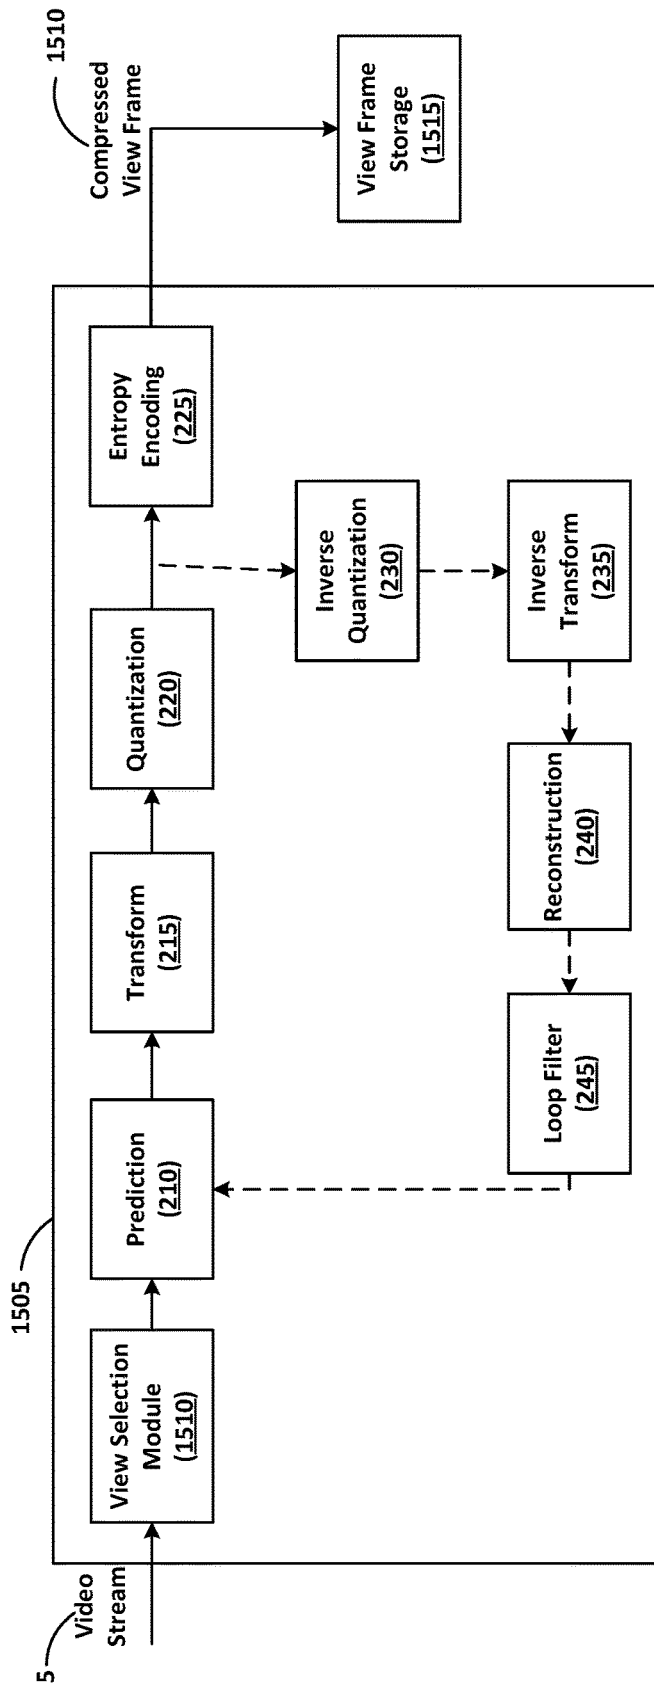 1505
5
Video
Stream
View Selection
Module
(1510)
Prediction
(210)
Transform
(215)
Quantization
(220)
Entropy
Encoding
(225)
1510
Compressed
View Frame
View Frame
Storage
(1515)
Inverse
Quantization
(230)
Inverse
Transform
(235)
Reconstruction
(240)
Loop Filter
(245)